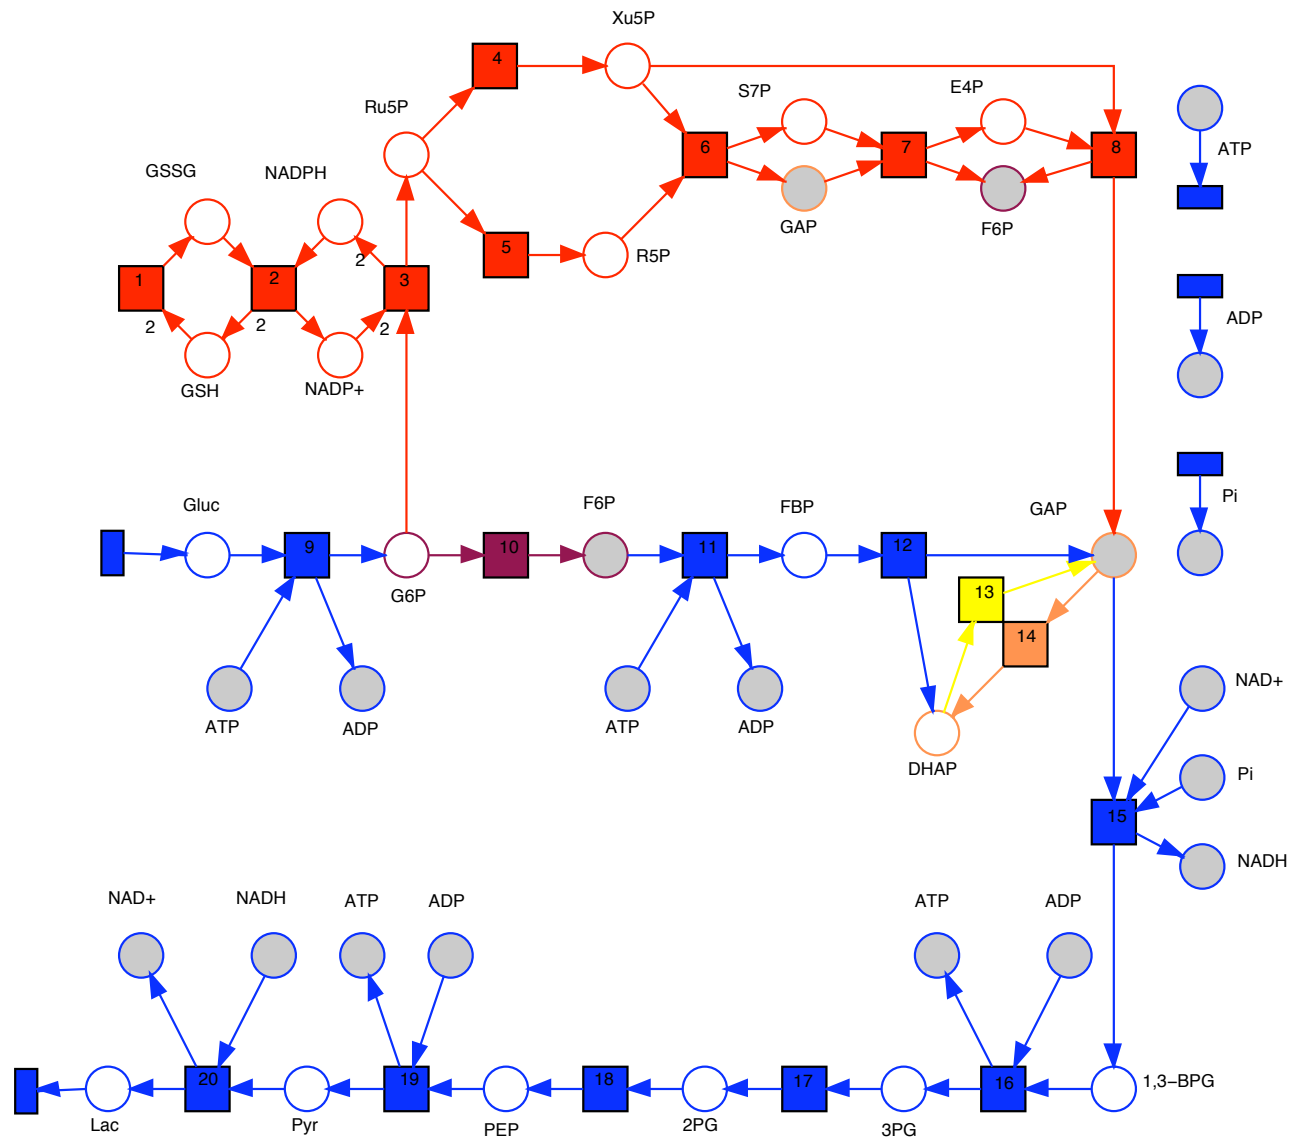 Xu5P
4
S7P
E4P
Ru5P
ATP
6
7
8
GSSG
NADPH
GAP
F6P
5
R5P
2
1
2
3
2
2
2
ADP
GSH
NADP+
Pi
Gluc
F6P
FBP
GAP
9
10
11
12
G6P
13
14
ATP
ADP
ATP
ADP
NAD+
DHAP
Pi
15
NADH
NAD+
NADH
ATP
ADP
ATP
ADP
20
19
18
17
16
1,3−BPG
Lac
Pyr
PEP
2PG
3PG